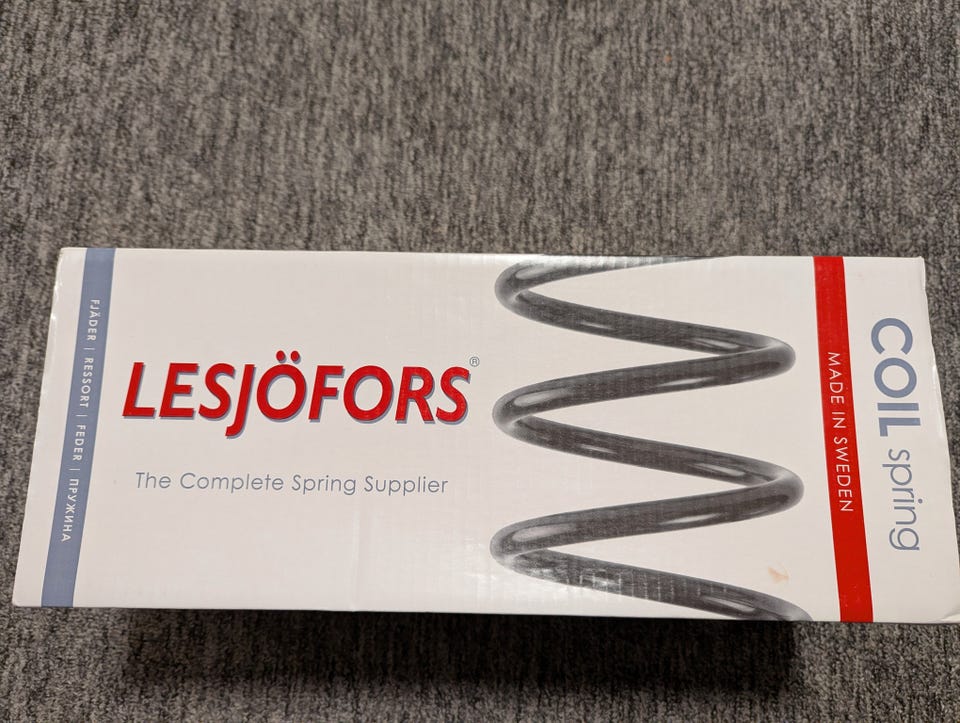 FJÄDER | RESSORT | FEDER | ПРУЖИНА
LESJÖFORS®
The Complete Spring Supplier
MADE IN SWEDEN
COIL spring